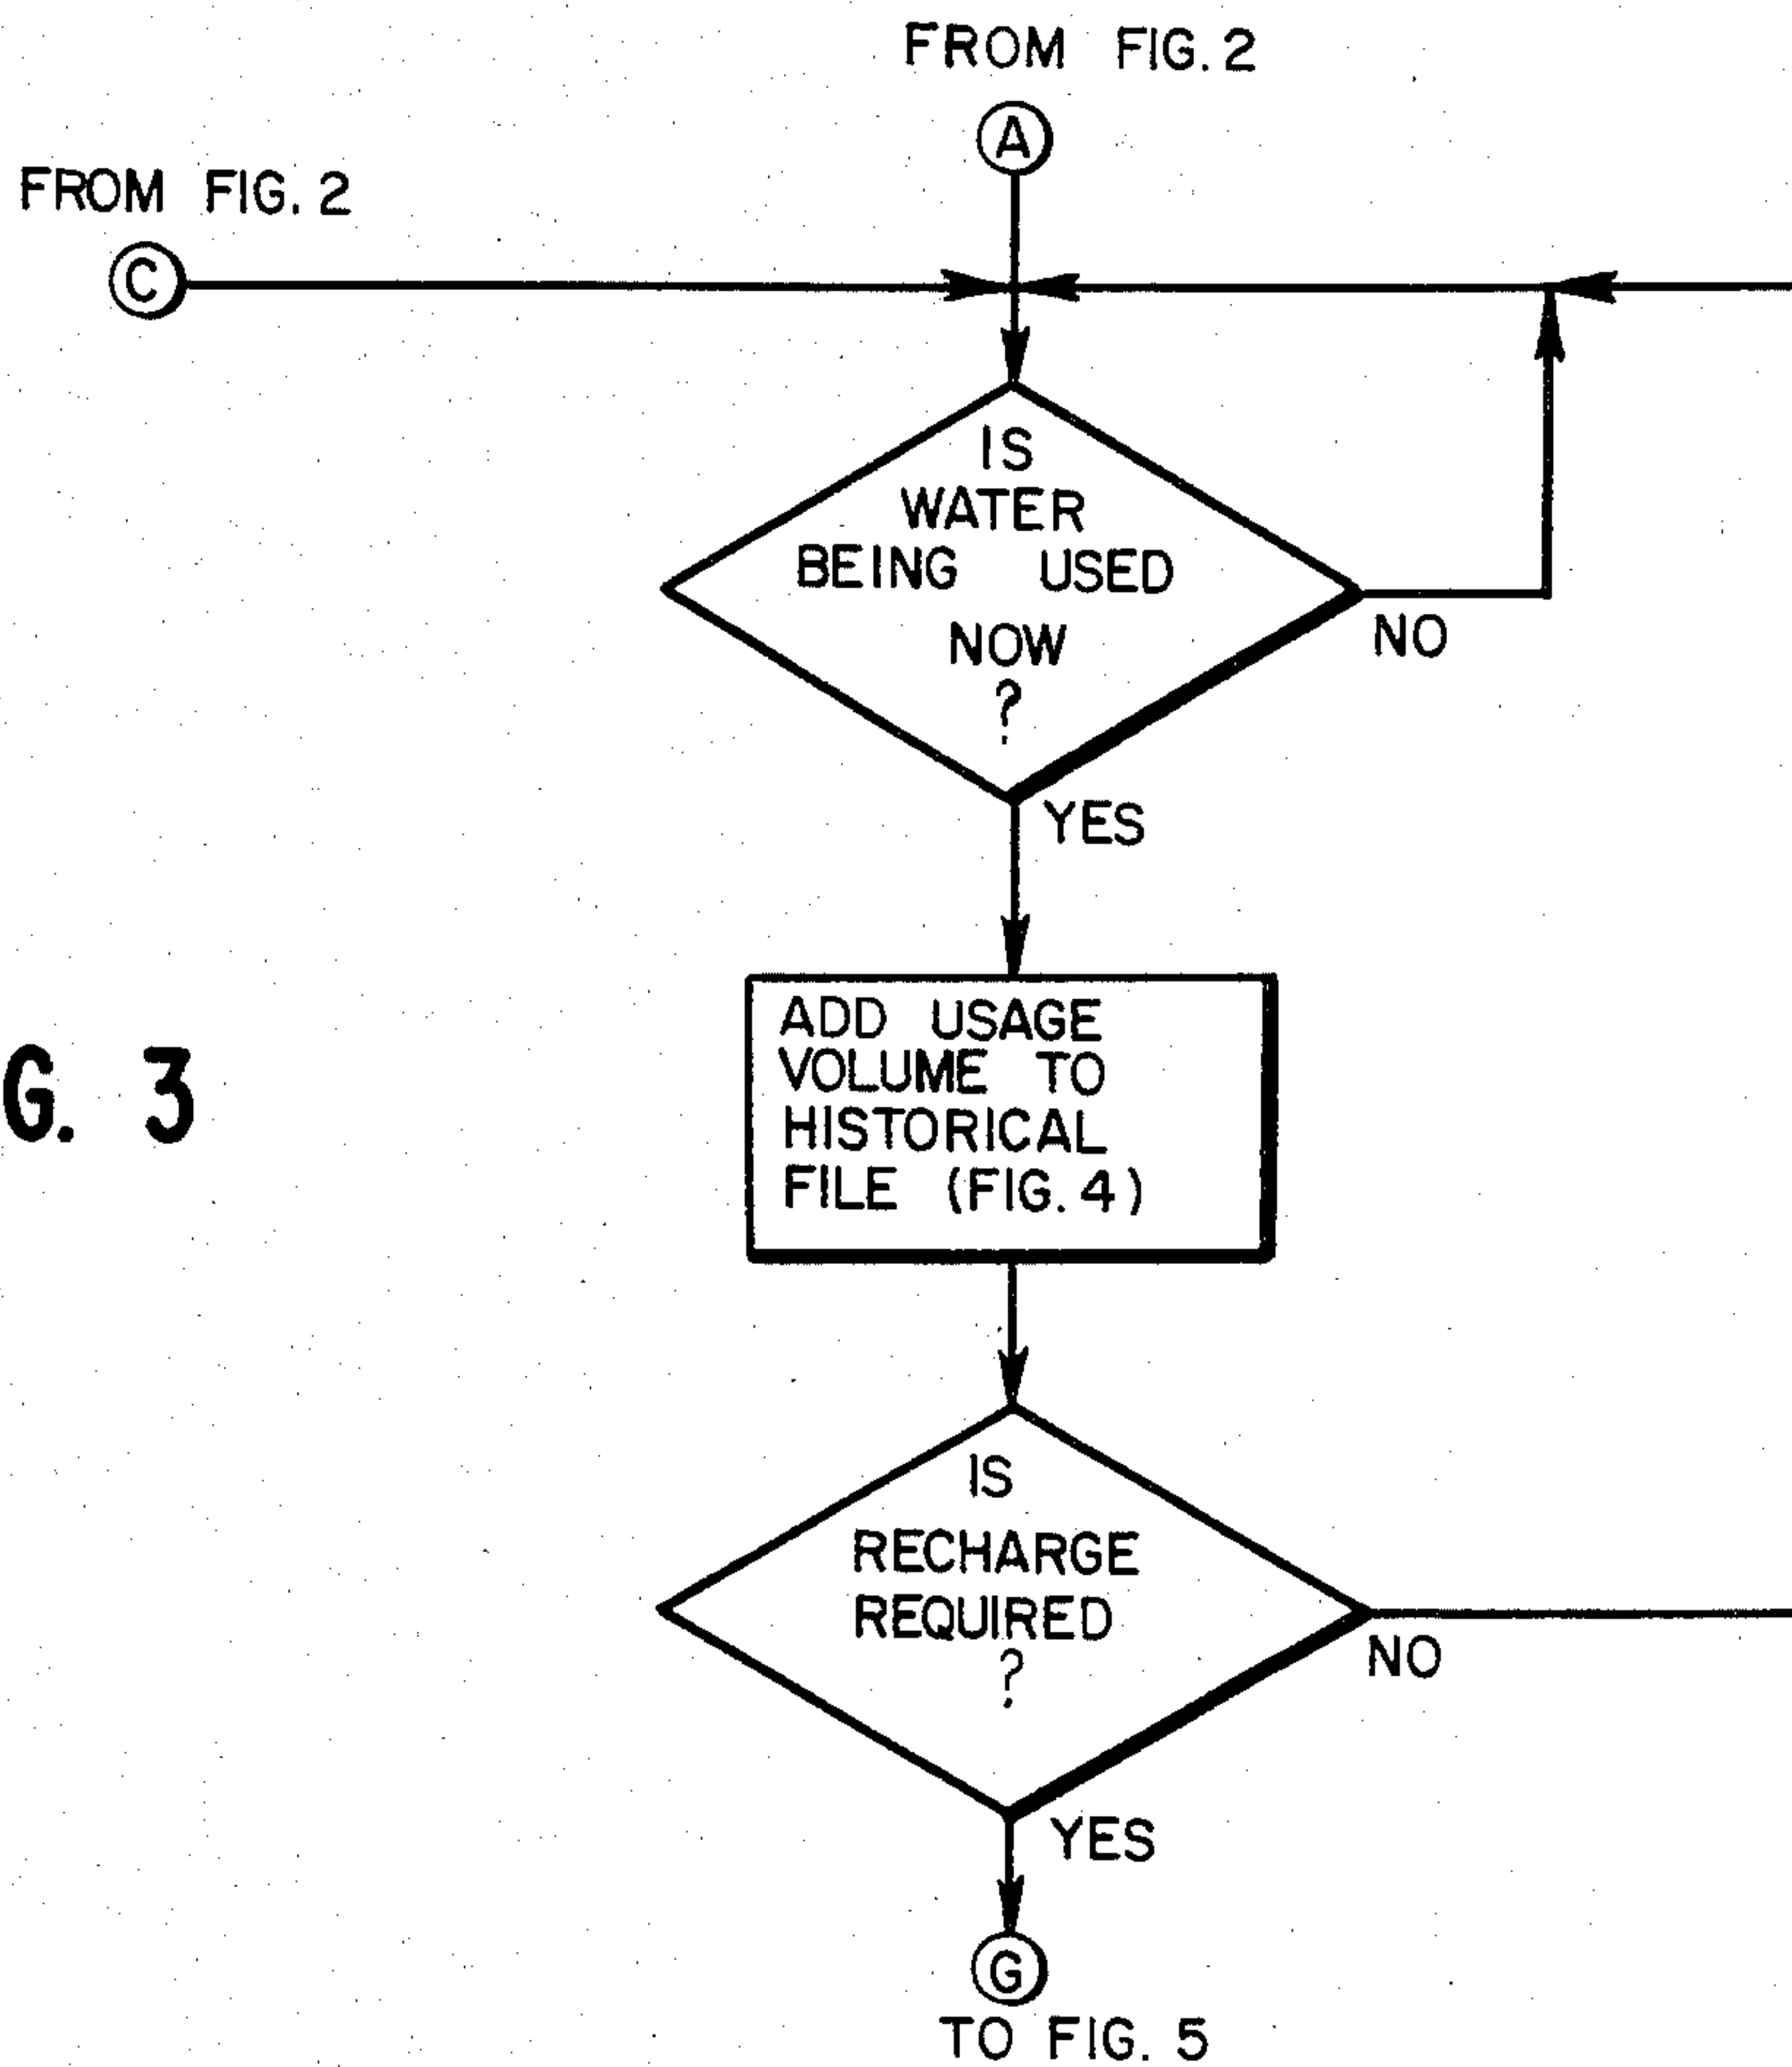 FROM FIG. 2
A
FROM FIG. 2
C
IS
WATER
BEING USED
NOW
?
NO
YES
ADD USAGE
VOLUME TO
HISTORICAL
FILE (FIG. 4)
G. 3
IS
RECHARGE
REQUIRED
?
NO
YES
G
TO FIG. 5